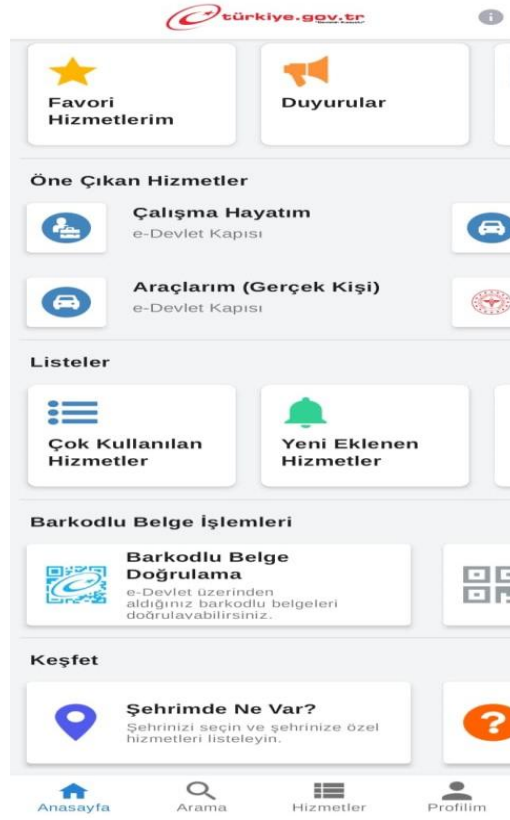 türkiye.gov.tr
Favori
Hizmetlerim
Duyurular
Öne Çıkan Hizmetler
Çalışma Hayatım
e-Devlet Kapısı
Araçlarım (Gerçek Kişi)
e-Devlet Kapısı
Listeler
Çok Kullanılan
Hizmetler
Yeni Eklenen
Hizmetler
Barkodlu Belge İşlemleri
Barkodlu Belge
Doğrulama
e-Devlet üzerinden
aldığınız barkodlu belgeleri
doğrulayabilirsiniz.
Keşfet
Şehrimde Ne Var?
Şehrinizi seçin ve şehrinize özel
hizmetleri listeleyin.
Anasayfa
Arama
Hizmetler
Profilim